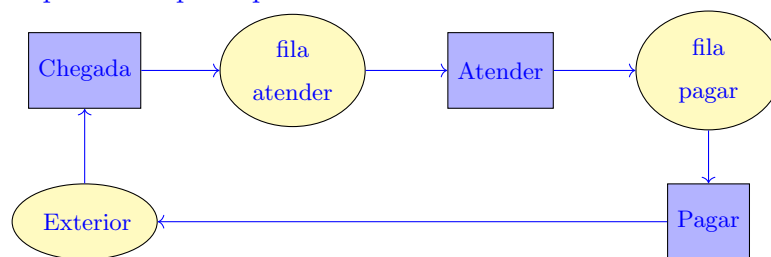 Chegada
fila
atender
Atender
fila
pagar
Exterior
Pagar